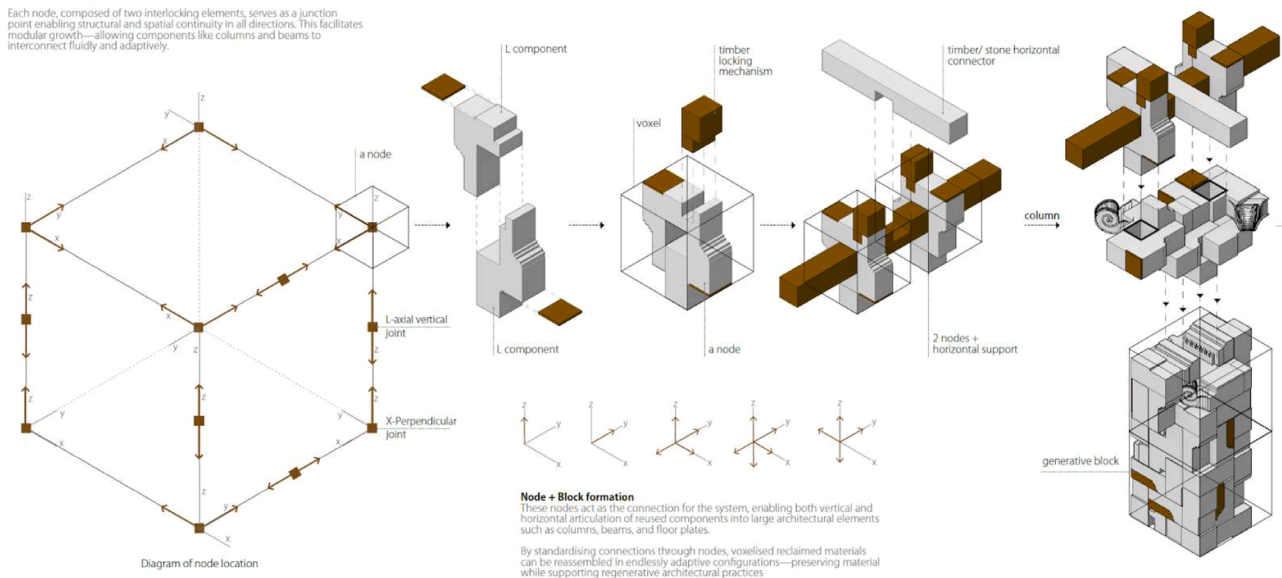 Each node, composed of two interlocking elements, serves as a junction
point enabling structural and spatial continuity in all directions. This facilitates
modular growth—allowing components like columns and beams to
interconnect fluidly and adaptively.
L component
timber
locking
mechanism
timber/ stone horizontal
connector
voxel
a node
column
L-axial vertical
joint
L component
a node
2 nodes +
horizontal support
X-Perpendicular
joint
generative block
z
y
x
z
y
x
z
x
z
y
x
z
x
y
z
z
z
z
y
x
z
y
x
z
y
x
z
y
x
z
y
x
z
y
x
z
y
x
z
y
x
Node + Block formation
These nodes act as the connection for the system, enabling both vertical and
horizontal articulation of reused components into large architectural elements
such as columns, beams, and floor plates.
By standardising connections through nodes, voxelised reclaimed materials
can be reassembled in endlessly adaptive configurations—preserving material
while supporting regenerative architectural practices
Diagram of node location